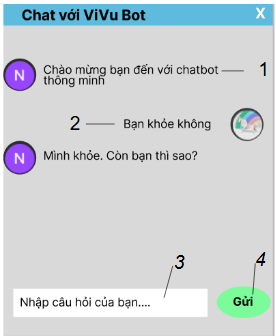 Chat với ViVu Bot X
N Chào mừng bạn đến với chatbot 1
thông minh
2 Bạn khỏe không
N Mình khỏe. Còn bạn thì sao?
3
4
Nhập câu hỏi của bạn.... Gửi